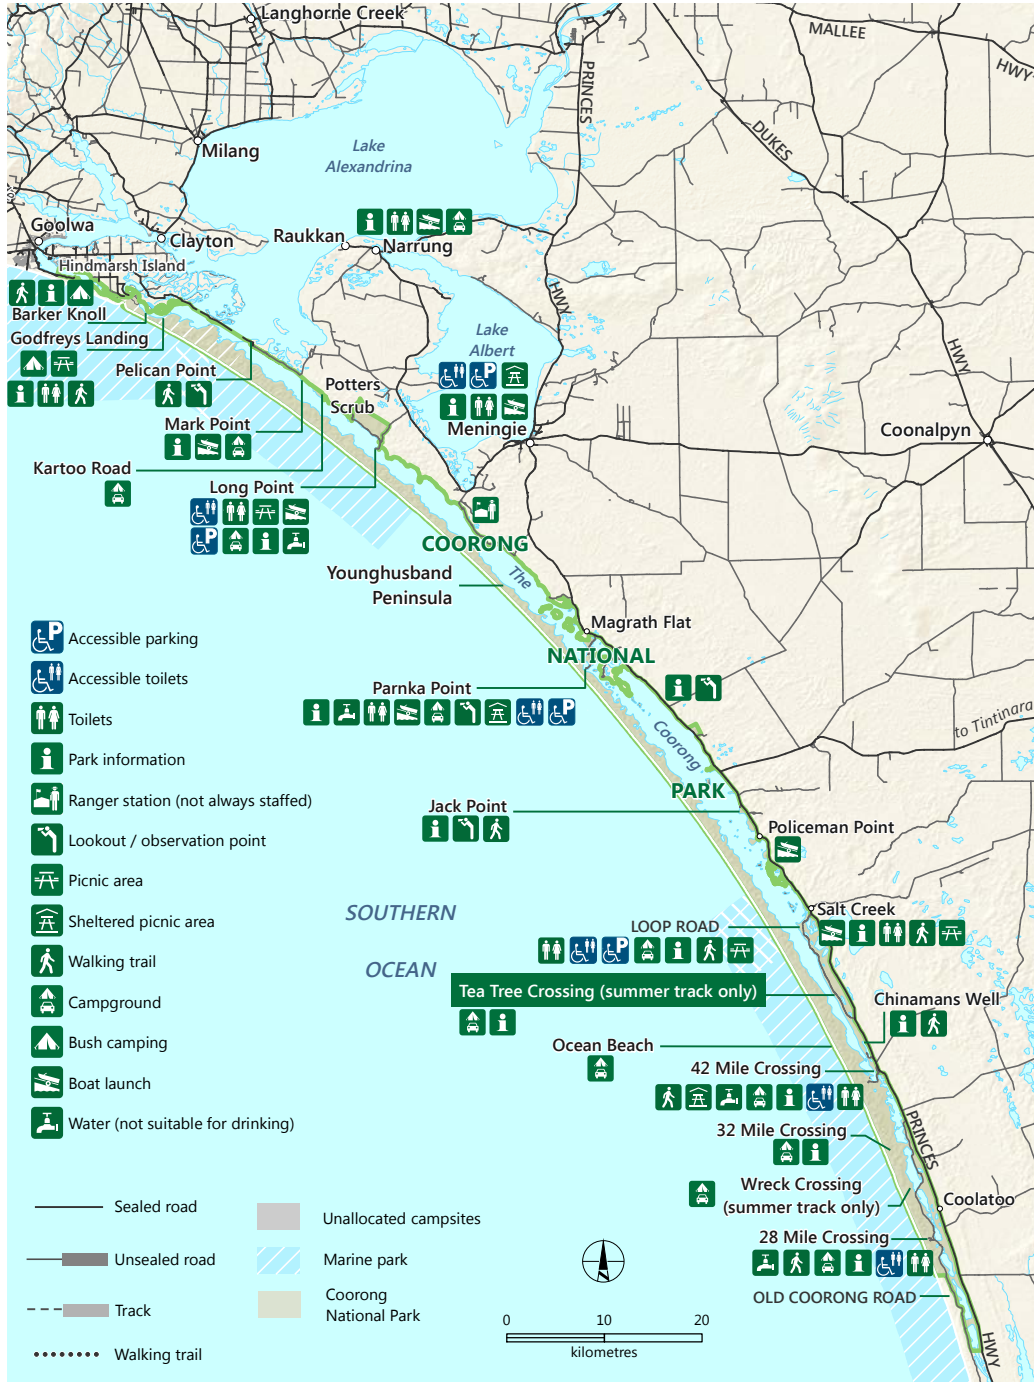 Langhorne Creek
MALLEE
HWY
PRINCES
DUKES
Milang
Lake
Alexandrina
Goolwa
Clayton
Raukkan
Narrung
Hindmarsh Island
HWY
Barker Knoll
Godfreys Landing
Lake
Albert
HWY
Pelican Point
Potters
Scrub
Mark Point
Meningie
Coonalpyn
Kartoo Road
Long Point
COORONG
The
Younghusband
Peninsula
Magrath Flat
NATIONAL
Parnka Point
to Tintinara
Coorong
PARK
Jack Point
Policeman Point
Accessible parking
Accessible toilets
Toilets
Park information
Ranger station (not always staffed)
Lookout / observation point
Picnic area
Sheltered picnic area
Walking trail
Campground
Bush camping
Boat launch
Water (not suitable for drinking)
SOUTHERN
OCEAN
Salt Creek
LOOP ROAD
Tea Tree Crossing (summer track only)
Chinamans Well
Ocean Beach
42 Mile Crossing
32 Mile Crossing
PRINCES
Wreck Crossing
(summer track only)
Coolatoo
28 Mile Crossing
OLD COORONG ROAD
HWY
Sealed road
Unsealed road
Track
Walking trail
Unallocated campsites
Marine park
Coorong
National Park
0 10 20
kilometres